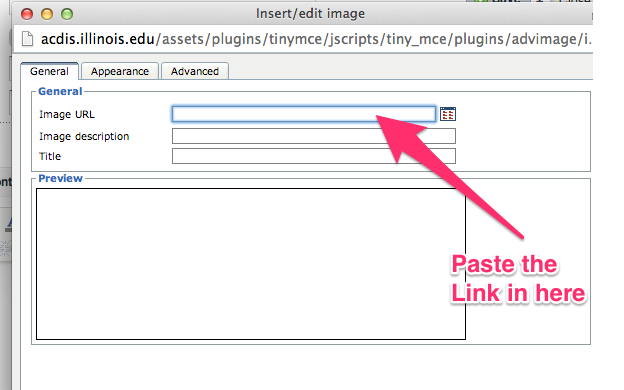 Insert/edit image
acdis.illinois.edu/assets/plugins/tinymce/jscripts/tiny_mce/plugins/advimage/i...
General Appearance Advanced
General
Image URL
Image description
Title
Preview
Paste the
Link in here